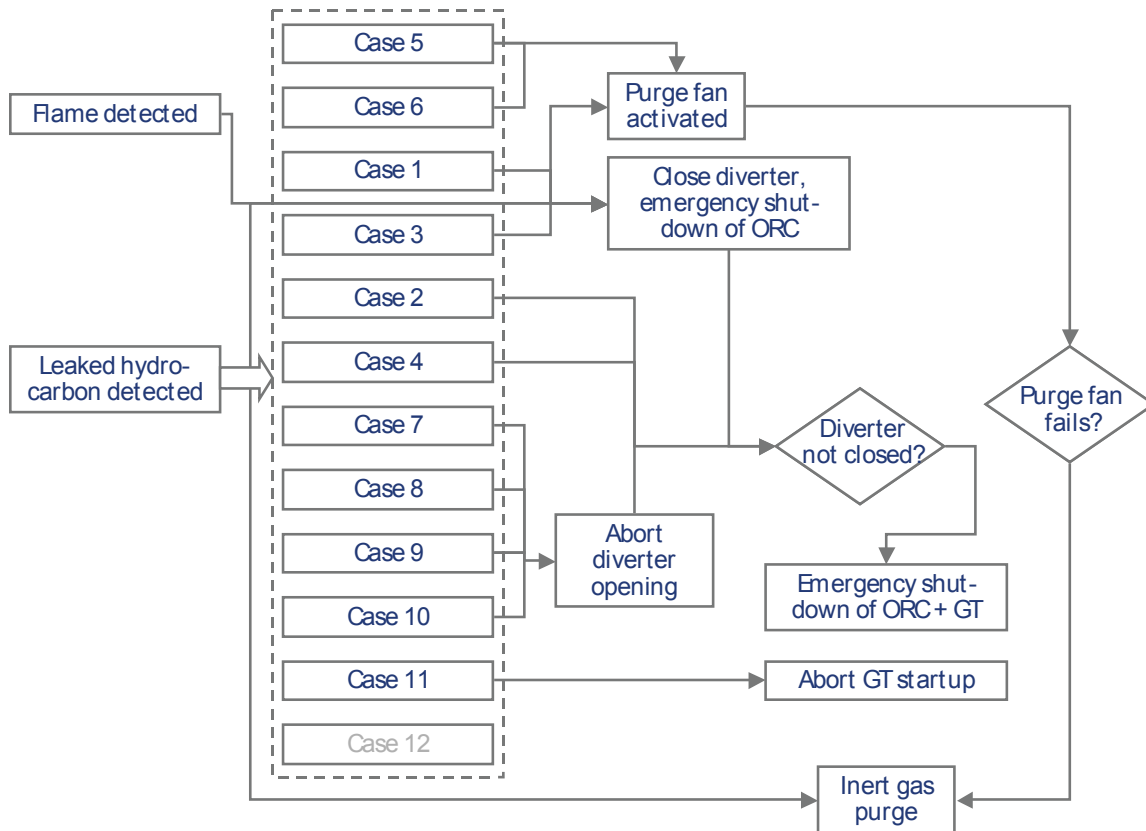 Case 5
Case 6
Flame detected
Purge fan
activated
Case 1
Close diverter,
emergency shut-
down of ORC
Case 3
Case 2
Leaked hydro-
carbon detected
Case 4
Purge fan
fails?
Case 7
Diverter
not closed?
Case 8
Case 9
Abort
diverter
opening
Emergency shut-
down of ORC + GT
Case 10
Case 11
Abort GT startup
Case 12
Inert gas
purge